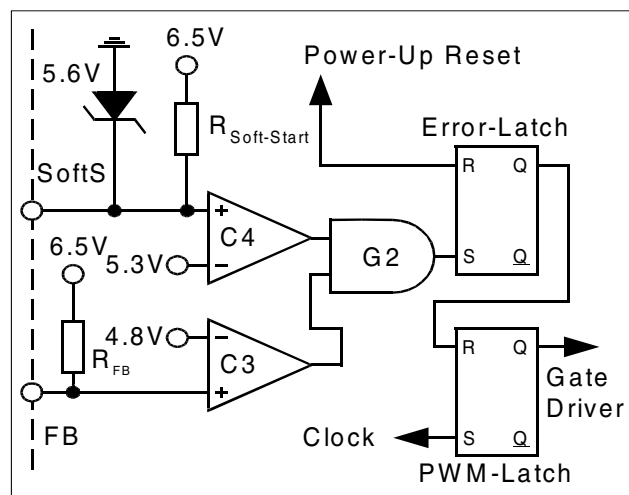 6.5V
Power-Up Reset
5.6V
R Soft-Start
Error-Latch
R Q
SoftS
+
C4
G2
6.5V
5.3V
-
S Q
4.8V
-
R FB
C3
+
R Q
Gate
Driver
FB
Clock
S Q
PWM-Latch